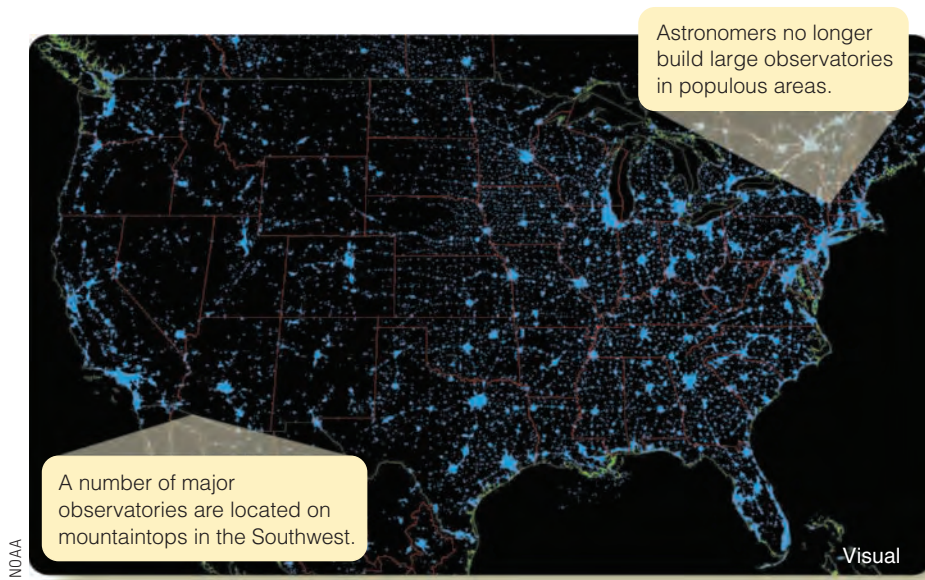 Astronomers no longer
build large observatories
in populous areas.
A number of major
observatories are located on
mountaintops in the Southwest.
NOAA
Visual